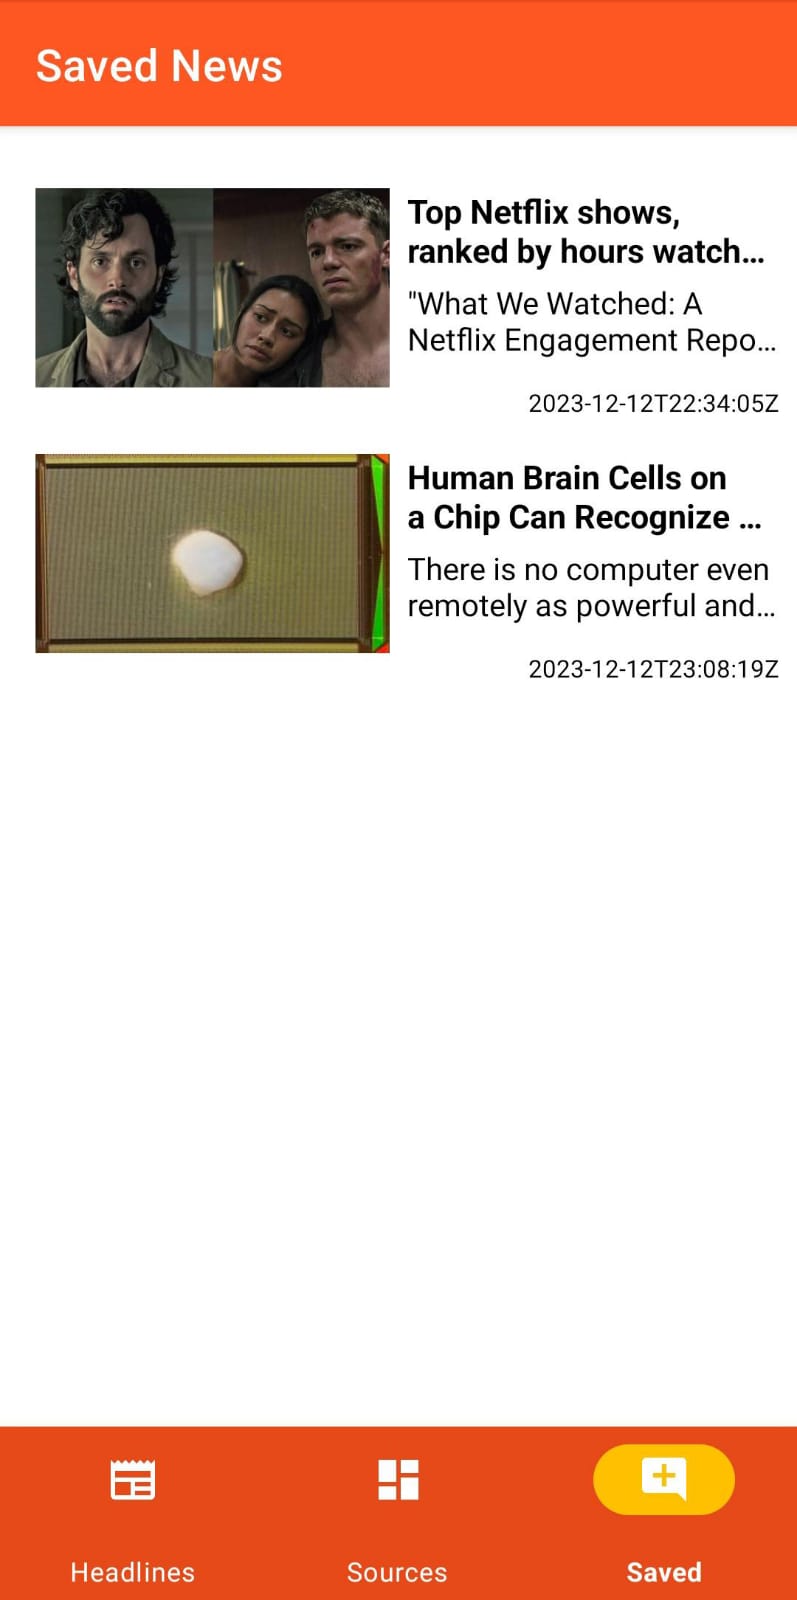 Saved News
Top Netflix shows,
ranked by hours watch...
"What We Watched: A
Netflix Engagement Repo...
2023-12-12T22:34:05Z
Human Brain Cells on
a Chip Can Recognize ...
There is no computer even
remotely as powerful and...
2023-12-12T23:08:19Z
Headlines
Sources
Saved